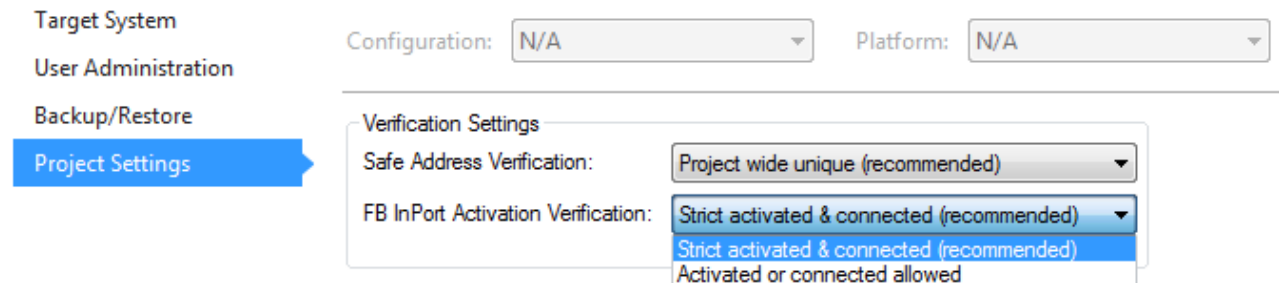 Target System
User Administration
Backup/Restore
Project Settings
Configuration: N/A Platform: N/A
Verification Settings
Safe Address Verification: Project wide unique (recommended)
FB InPort Activation Verification: Strict activated & connected (recommended)
Strict activated & connected (recommended)
Activated or connected allowed